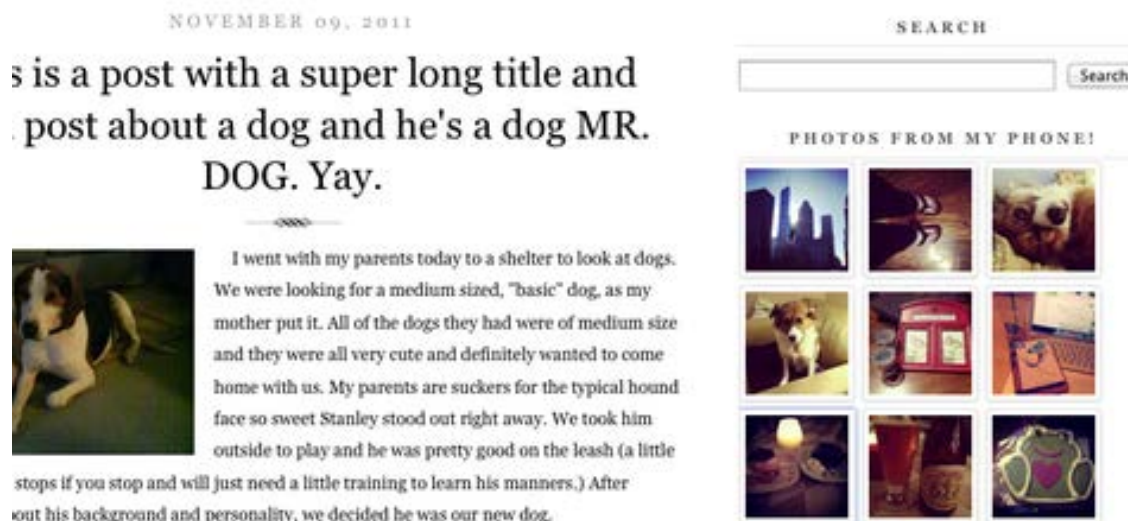 NOVEMBER 09, 2011
s is a post with a super long title and
post about a dog and he's a dog MR.
DOG. Yay.
I went with my parents today to a shelter to look at dogs.
We were looking for a medium sized, "basic" dog, as my
mother put it. All of the dogs they had were of medium size
and they were all very cute and definitely wanted to come
home with us. My parents are suckers for the typical hound
face so sweet Stanley stood out right away. We took him
outside to play and he was pretty good on the leash (a little
stops if you stop and will just need a little training to learn his manners.) After
out his background and personality, we decided he was our new dog.
SEARCH
Search
PHOTOS FROM MY PHONE!